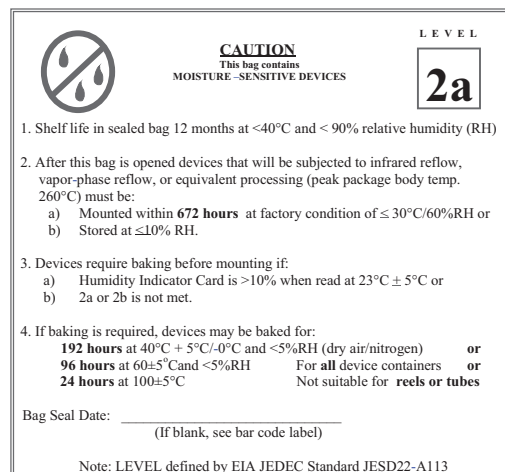 LEVEL
2a
CAUTION
This bag contains
MOISTURE –SENSITIVE DEVICES
1. Shelf life in sealed bag 12 months at <40°C and < 90% relative humidity (RH)
2. After this bag is opened devices that will be subjected to infrared reflow,
vapor-phase reflow, or equivalent processing (peak package body temp.
260°C) must be:
a) Mounted within 672 hours at factory condition of ≤ 30°C/60%RH or
b) Stored at ≤10% RH.
3. Devices require baking before mounting if:
a) Humidity Indicator Card is >10% when read at 23°C ± 5°C or
b) 2a or 2b is not met.
4. If baking is required, devices may be baked for:
192 hours at 40°C + 5°C/-0°C and <5%RH (dry air/nitrogen) or
96 hours at 60±5°Cand <5%RH For all device containers or
24 hours at 100±5°C Not suitable for reels or tubes
Bag Seal Date: ______________________________
(If blank, see bar code label)
Note: LEVEL defined by EIA JEDEC Standard JESD22-A113